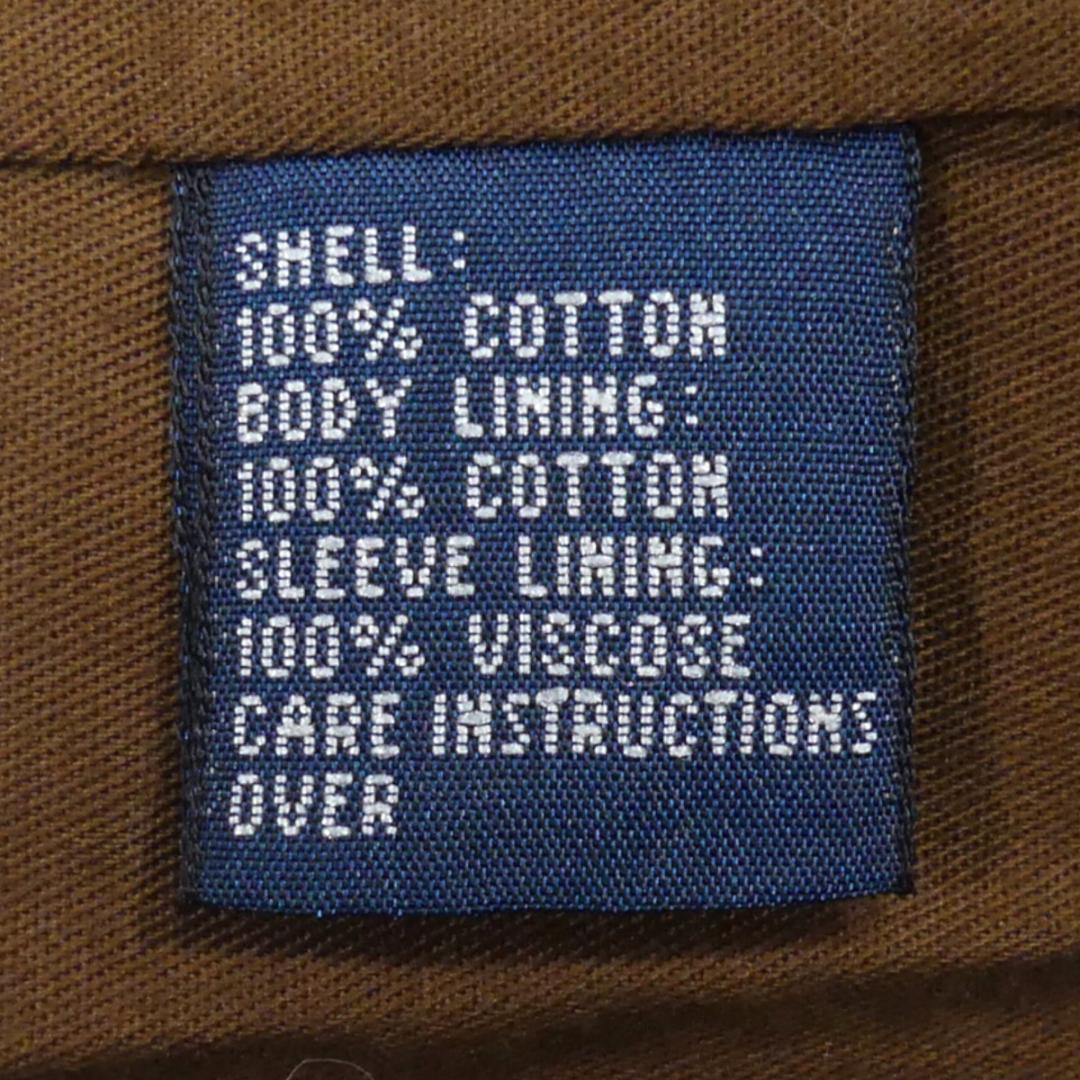 SHELL:
100% COTTON
BODY LINING:
100% COTTON
SLEEVE LINING:
100% VISCOSE
CARE INSTRUCTIONS
OVER